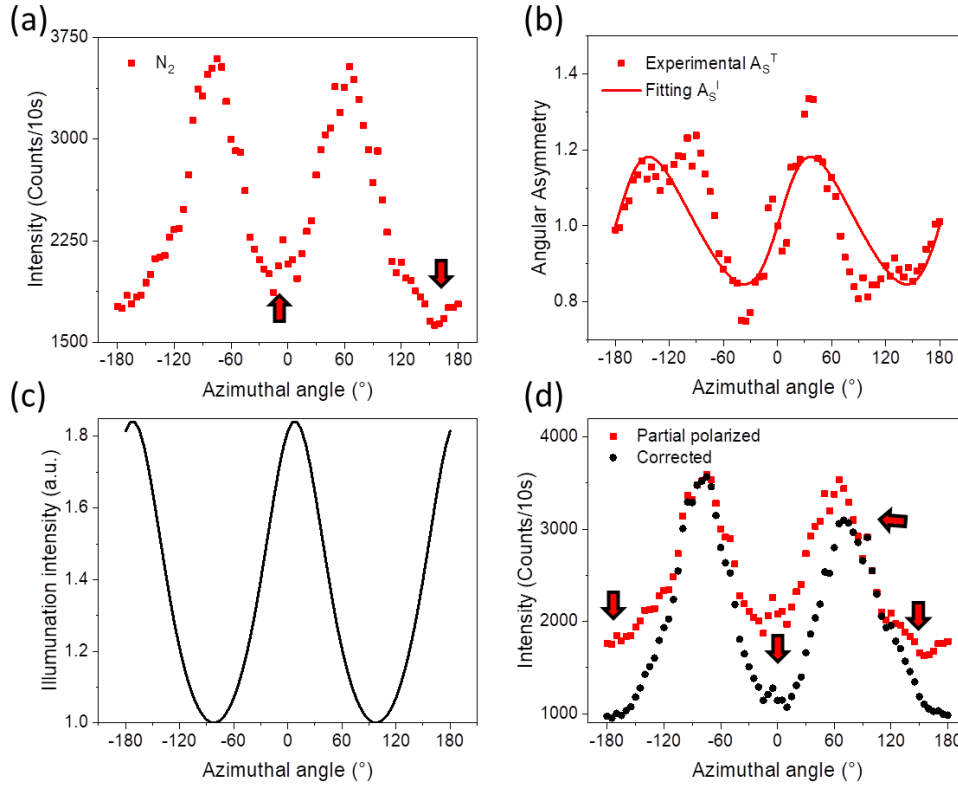 (a)
3750
3000
2250
1500
Intensity (Counts/10s)
N2
-180 -120 -60 0 60 120 180
Azimuthal angle (°)
(b)
1.4
1.2
1.0
0.8
Angular Asymmetry
Experimental AST
Fitting ASI
-180 -120 -60 0 60 120 180
Azimuthal angle (°)
(c)
1.8
1.6
1.4
1.2
1.0
Illumunation intensity (a.u.)
-180 -120 -60 0 60 120 180
Azimuthal angle (°)
(d)
4000
3000
2000
1000
Intensity (Counts/10s)
Partial polarized
Corrected
-180 -120 -60 0 60 120 180
Azimuthal angle (°)